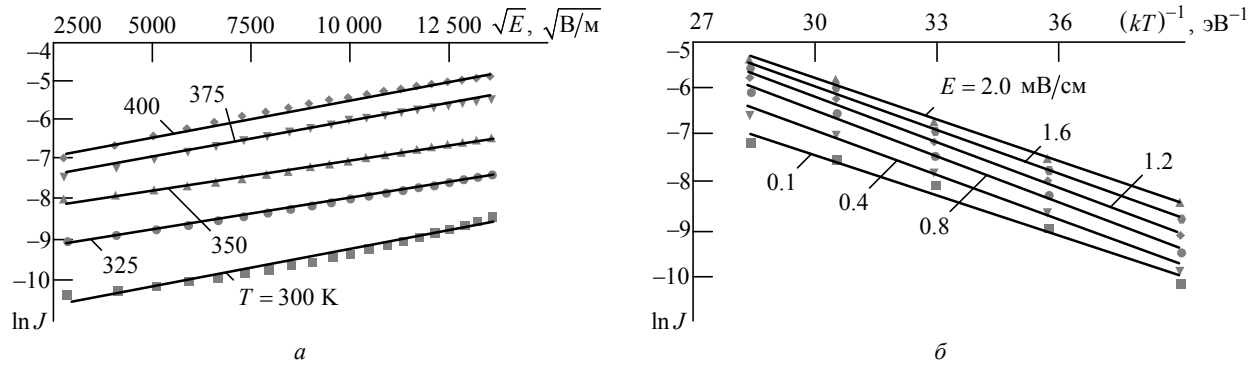 2500 5000 7500 10 000 12 500 √E, √В/м
–4
–5
–6
–7
–8
–9
–10
ln J
400
375
350
325
T = 300 K
а
27 30 33 36 (kT)⁻¹, эВ⁻¹
–5
–6
–7
–8
–9
–10
ln J
E = 2.0 мВ/см
1.6
1.2
0.1
0.4
0.8
б